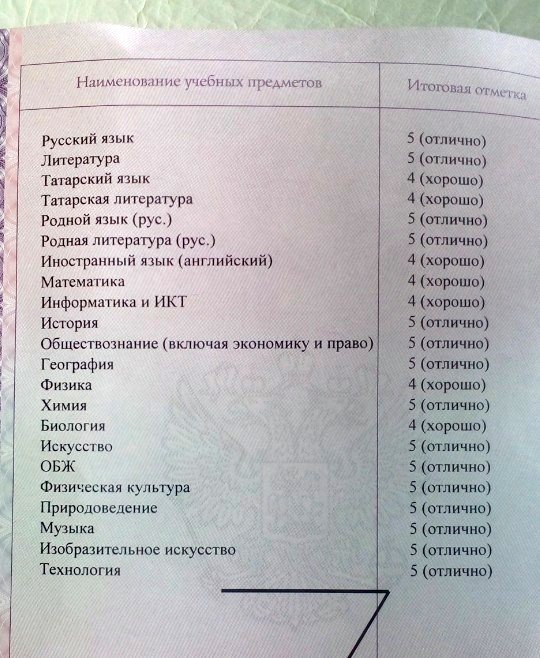 Наименование учебных предметов Итоговая отметка
Русский язык 5 (отлично)
Литература 5 (отлично)
Татарский язык 4 (хорошо)
Татарская литература 4 (хорошо)
Родной язык (рус.) 5 (отлично)
Родная литература (рус.) 5 (отлично)
Иностранный язык (английский) 4 (хорошо)
Математика 4 (хорошо)
Информатика и ИКТ 4 (хорошо)
История 5 (отлично)
Обществознание (включая экономику и право) 5 (отлично)
География 5 (отлично)
Физика 4 (хорошо)
Химия 5 (отлично)
Биология 4 (хорошо)
Искусство 5 (отлично)
ОБЖ 5 (отлично)
Физическая культура 5 (отлично)
Природоведение 5 (отлично)
Музыка 5 (отлично)
Изобразительное искусство 5 (отлично)
Технология 5 (отлично)